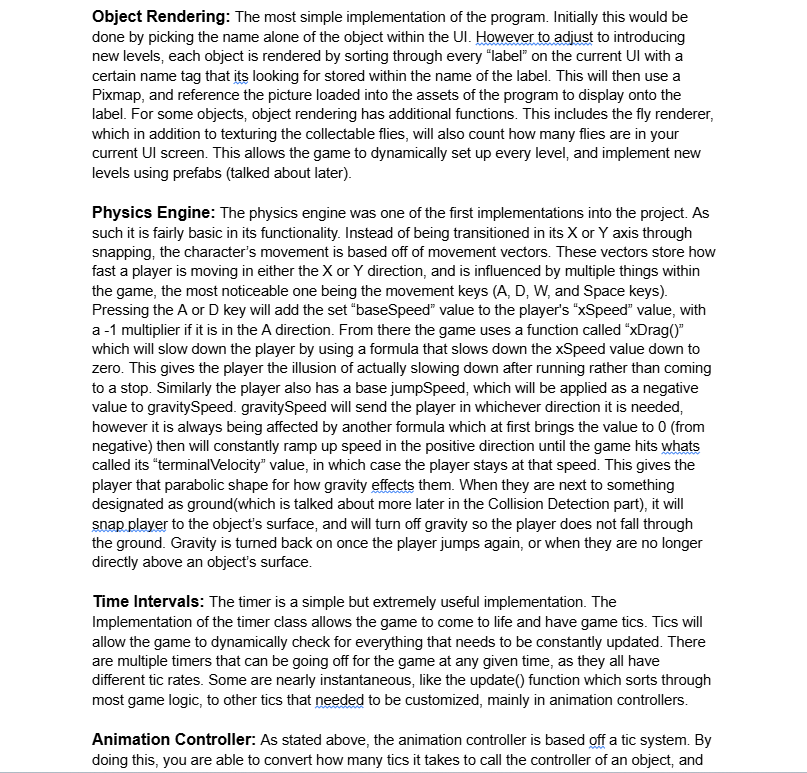 Object Rendering: The most simple implementation of the program. Initially this would be
done by picking the name alone of the object within the UI. However to adjust to introducing
new levels, each object is rendered by sorting through every “label” on the current UI with a
certain name tag that its looking for stored within the name of the label. This will then use a
Pixmap, and reference the picture loaded into the assets of the program to display onto the
label. For some objects, object rendering has additional functions. This includes the fly renderer,
which in addition to texturing the collectable flies, will also count how many flies are in your
current UI screen. This allows the game to dynamically set up every level, and implement new
levels using prefabs (talked about later).
Physics Engine: The physics engine was one of the first implementations into the project. As
such it is fairly basic in its functionality. Instead of being transitioned in its X or Y axis through
snapping, the character’s movement is based off of movement vectors. These vectors store how
fast a player is moving in either the X or Y direction, and is influenced by multiple things within
the game, the most noticeable one being the movement keys (A, D, W, and Space keys).
Pressing the A or D key will add the set “baseSpeed” value to the player's “xSpeed” value, with
a -1 multiplier if it is in the A direction. From there the game uses a function called “xDrag()”
which will slow down the player by using a formula that slows down the xSpeed value down to
zero. This gives the player the illusion of actually slowing down after running rather than coming
to a stop. Similarly the player also has a base jumpSpeed, which will be applied as a negative
value to gravitySpeed. gravitySpeed will send the player in whichever direction it is needed,
however it is always being affected by another formula which at first brings the value to 0 (from
negative) then will constantly ramp up speed in the positive direction until the game hits whats
called its “terminalVelocity” value, in which case the player stays at that speed. This gives the
player that parabolic shape for how gravity effects them. When they are next to something
designated as ground(which is talked about more later in the Collision Detection part), it will
snap player to the object’s surface, and will turn off gravity so the player does not fall through
the ground. Gravity is turned back on once the player jumps again, or when they are no longer
directly above an object’s surface.
Time Intervals: The timer is a simple but extremely useful implementation. The
Implementation of the timer class allows the game to come to life and have game tics. Tics will
allow the game to dynamically check for everything that needs to be constantly updated. There
are multiple timers that can be going off for the game at any given time, as they all have
different tic rates. Some are nearly instantaneous, like the update() function which sorts through
most game logic, to other tics that needed to be customized, mainly in animation controllers.
Animation Controller: As stated above, the animation controller is based off a tic system. By
doing this, you are able to convert how many tics it takes to call the controller of an object, and